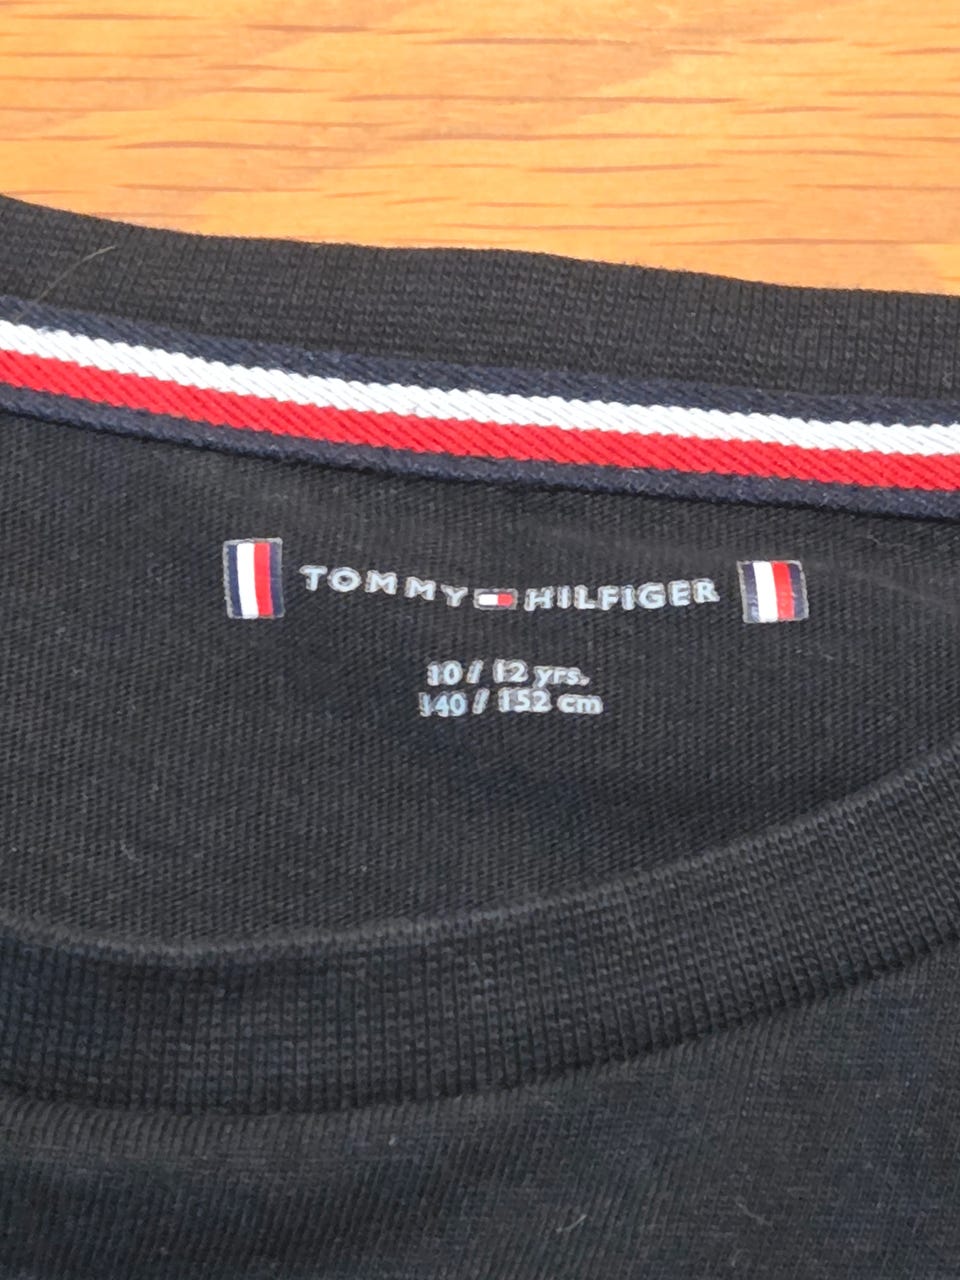 TOMMY HILFIGER
10 / 12 yrs.
140 / 152 cm